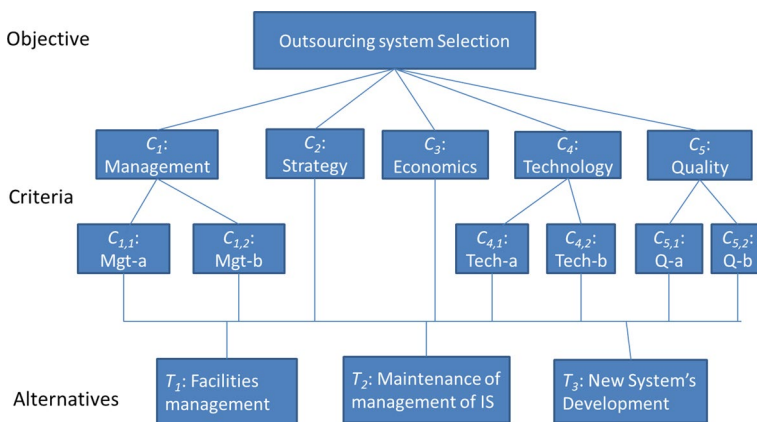 Objective
Outsourcing system Selection
C1:
Management
C2:
Strategy
C3:
Economics
C4:
Technology
C5:
Quality
Criteria
C1,1:
Mgt-a
C1,2:
Mgt-b
C4,1:
Tech-a
C4,2:
Tech-b
C5,1:
Q-a
C5,2:
Q-b
Alternatives
T1: Facilities
management
T2: Maintenance of
management of IS
T3: New System's
Development